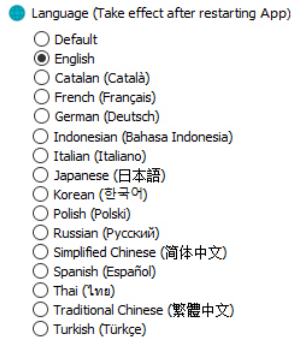 Language (Take effect after restarting App)
Default
English
Catalan (Català)
French (Français)
German (Deutsch)
Indonesian (Bahasa Indonesia)
Italian (Italiano)
Japanese (日本語)
Korean (한국어)
Polish (Polski)
Russian (Русский)
Simplified Chinese (简体中文)
Spanish (Español)
Thai (ไทย)
Traditional Chinese (繁體中文)
Turkish (Türkçe)